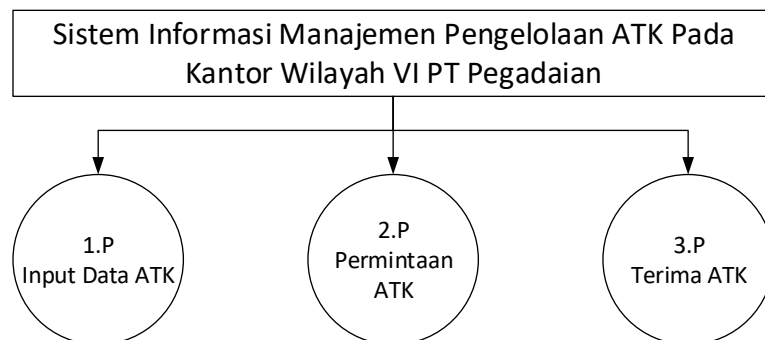 Sistem Informasi Manajemen Pengelolaan ATK Pada
Kantor Wilayah VI PT Pegadaian
1.P
Input Data ATK
2.P
Permintaan
ATK
3.P
Terima ATK